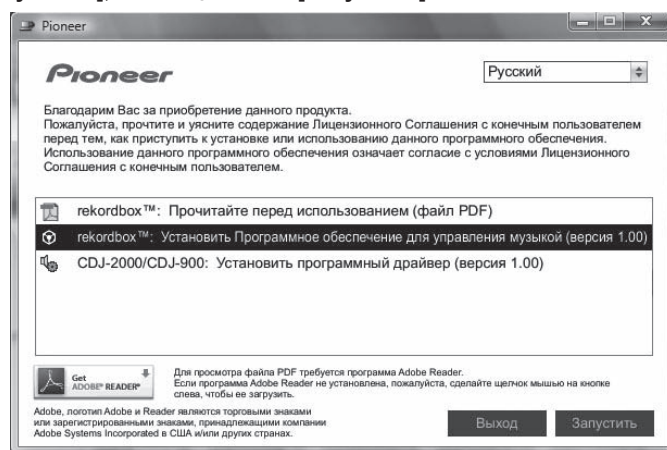 Pioneer
Pioneer
Русский
Благодарим Вас за приобретение данного продукта.
Пожалуйста, прочтите и уясните содержание Лицензионного Соглашения с конечным пользователем
перед тем, как приступить к установке или использованию данного программного обеспечения.
Использование данного программного обеспечения означает согласие с условиями Лицензионного
Соглашения с конечным пользователем.
rekordbox™: Прочитайте перед использованием (файл PDF)
rekordbox™: Установить Программное обеспечение для управления музыкой (версия 1.00)
CDJ-2000/CDJ-900: Установить программный драйвер (версия 1.00)
Get
ADOBE® READER®
Для просмотра файла PDF требуется программа Adobe Reader.
Если программа Adobe Reader не установлена, пожалуйста, сделайте щелчок мышью на кнопке
слева, чтобы ее загрузить.
Adobe, логотип Adobe и Reader являются торговыми знаками
или зарегистрированными знаками, принадлежащими компании
Adobe Systems Incorporated в США и/или других странах.
Выход
Запустить